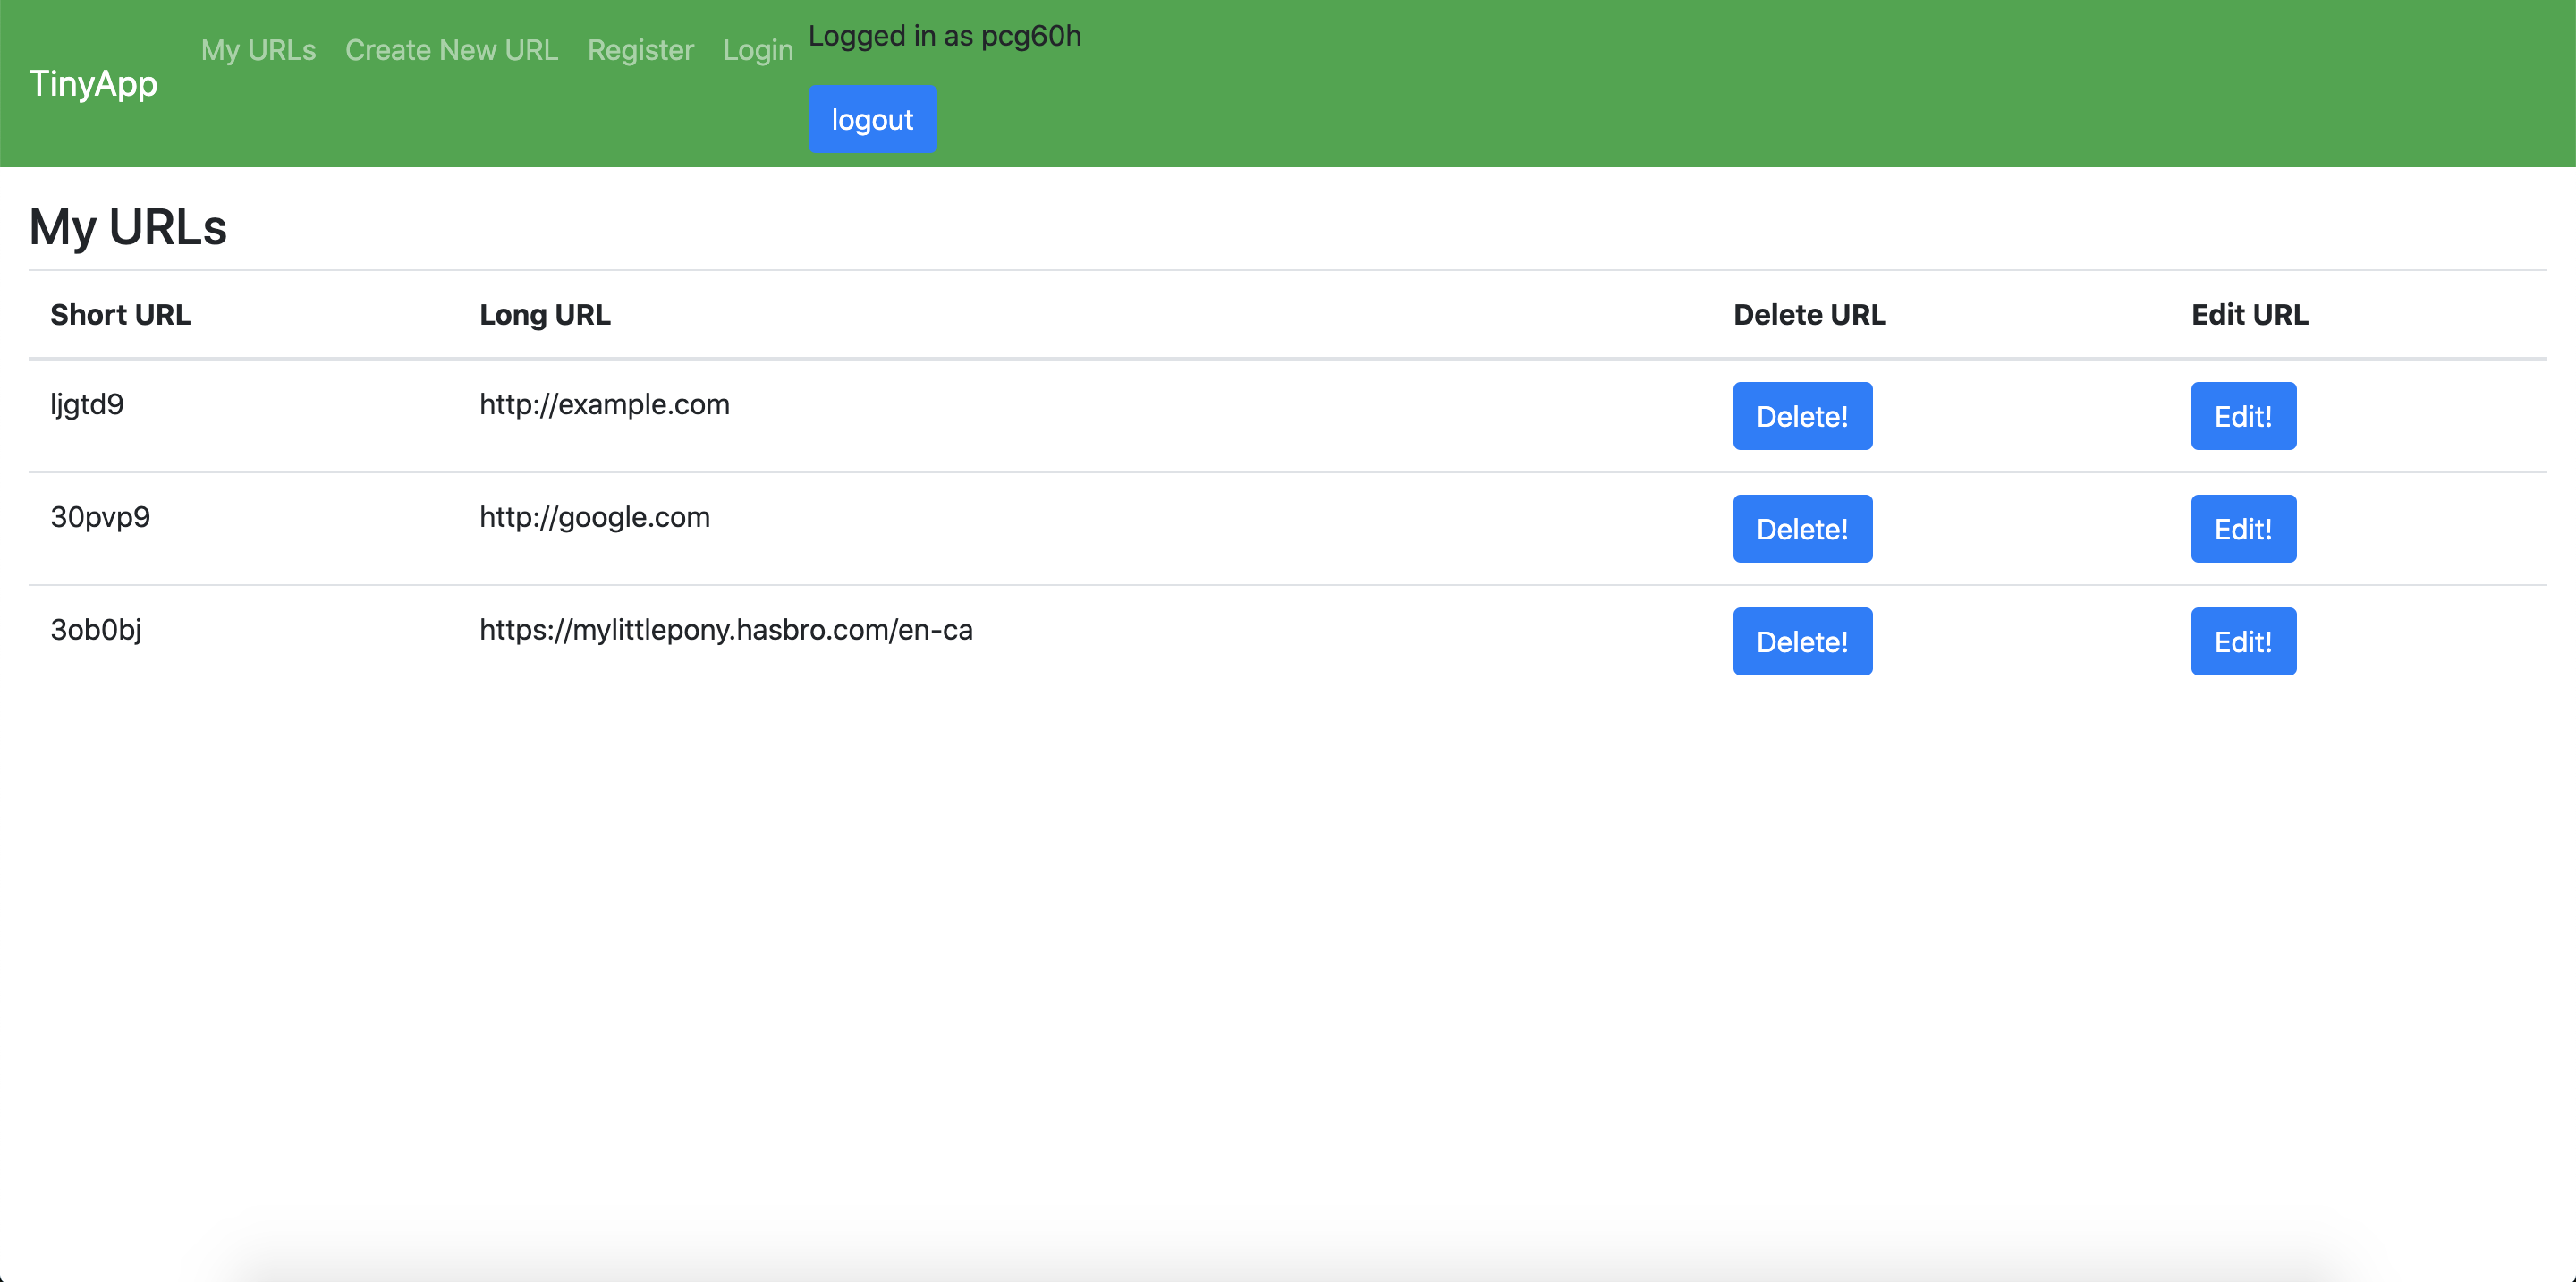 TinyApp My URLs Create New URL Register Login Logged in as pcg60h
logout
My URLs
Short URL Long URL Delete URL Edit URL
ljgtd9 http://example.com Delete! Edit!
30pvp9 http://google.com Delete! Edit!
3ob0bj https://mylittlepony.hasbro.com/en-ca Delete! Edit!